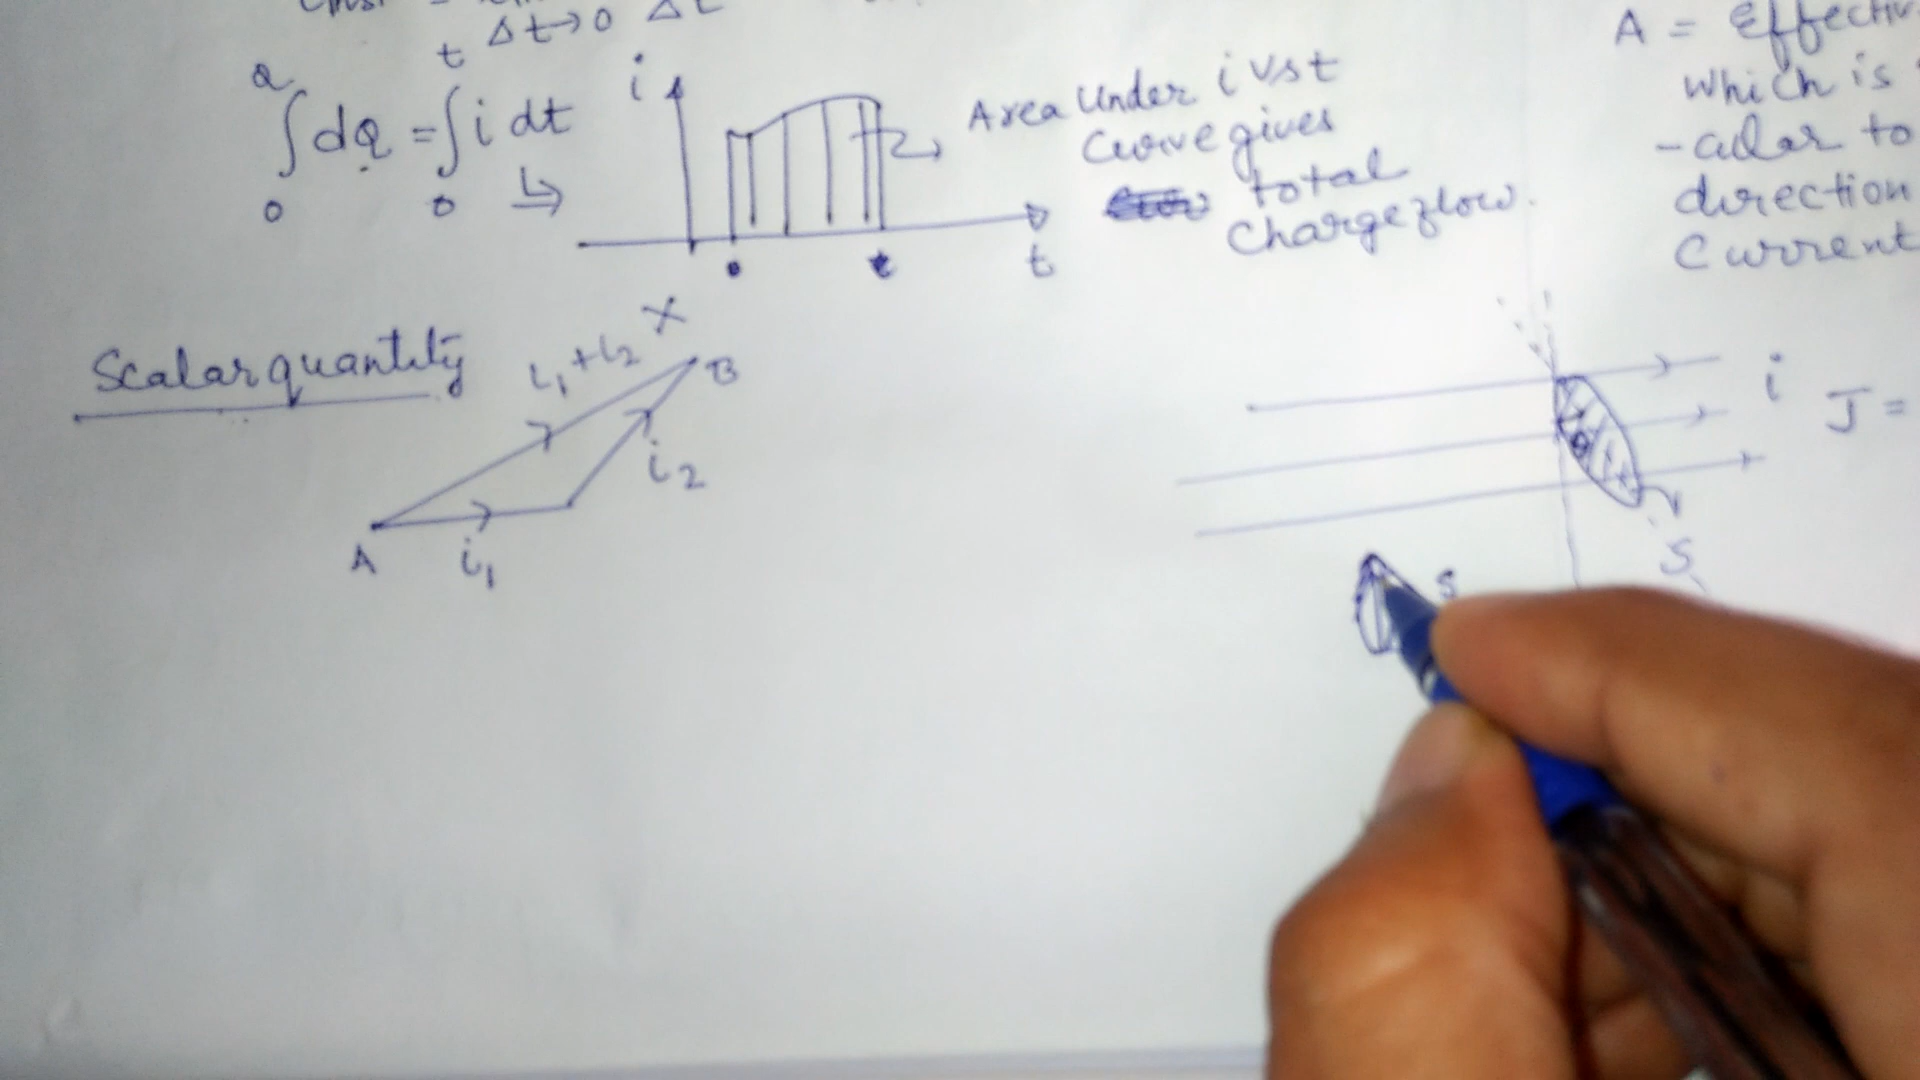 Δt→0 Δt
Q t
∫dQ = ∫i dt
0 0
i
t
Area Under i vs t
Curve gives
total
Charge flow.
A = Effectiv
which is
-cular to
direction
Current
Scalar quantity
i₁+i₂ X
A
B
i₁
i₂
i
J =
S
S